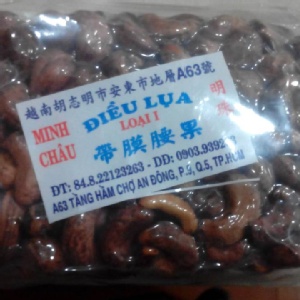 越南胡志明市安東市地層A63號
MINH CHÂU
ĐIỀU LỤA
LOẠI I
明
帶膜腰果
ĐT: 84.8.22123263 - DĐ: 0903.939
A63 TẦNG HẦM CHỢ AN ĐÔNG, P.9, Q.5, TP.HCM